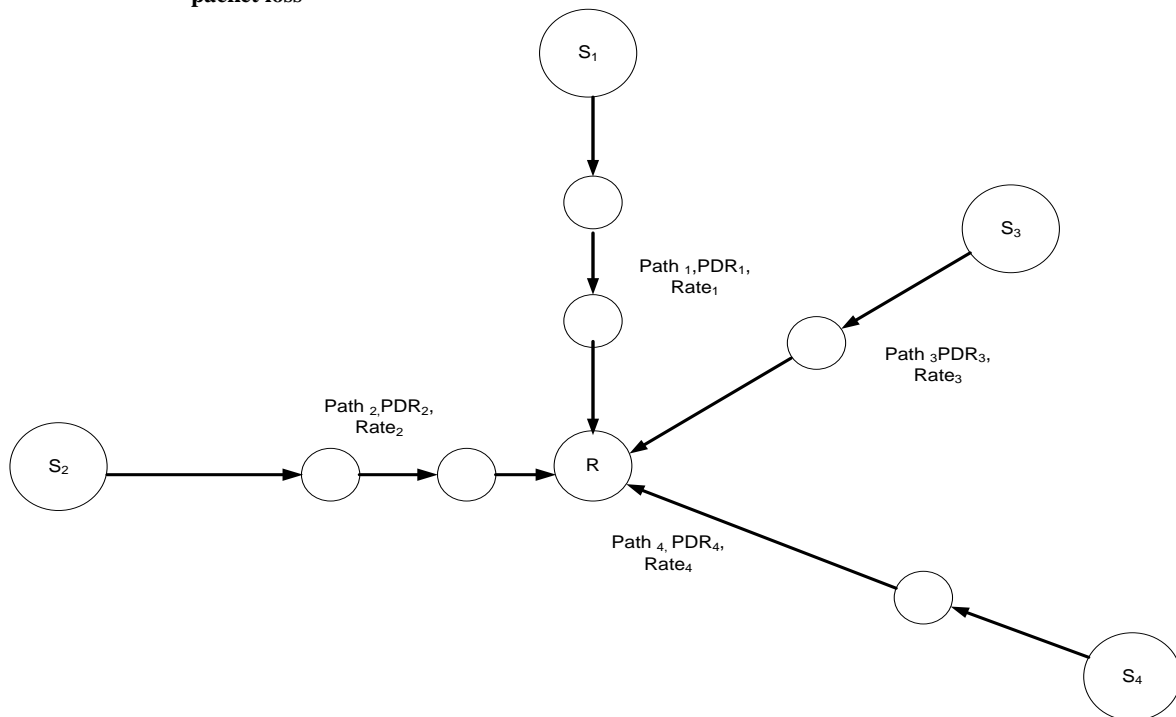 packet loss
S₁
S₃
Path ₁,PDR₁,
Rate₁
Path ₃PDR₃,
Rate₃
Path ₂,PDR₂,
Rate₂
S₂
R
Path ₄, PDR₄,
Rate₄
S₄